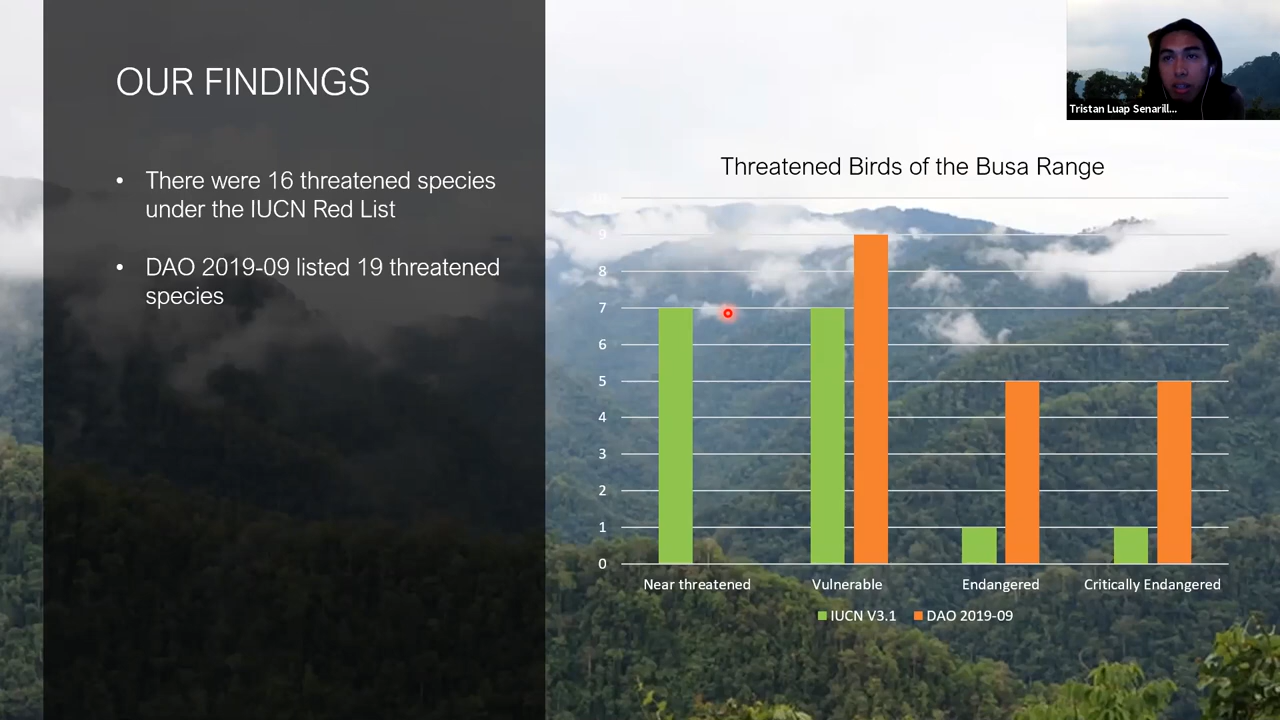 OUR FINDINGS
• There were 16 threatened species
under the IUCN Red List
• DAO 2019-09 listed 19 threatened
species
Tristan Luap Senarill...
Threatened Birds of the Busa Range
10
9
8
7
6
5
4
3
2
1
0
Near threatened
Vulnerable
Endangered
Critically Endangered
IUCN V3.1
DAO 2019-09